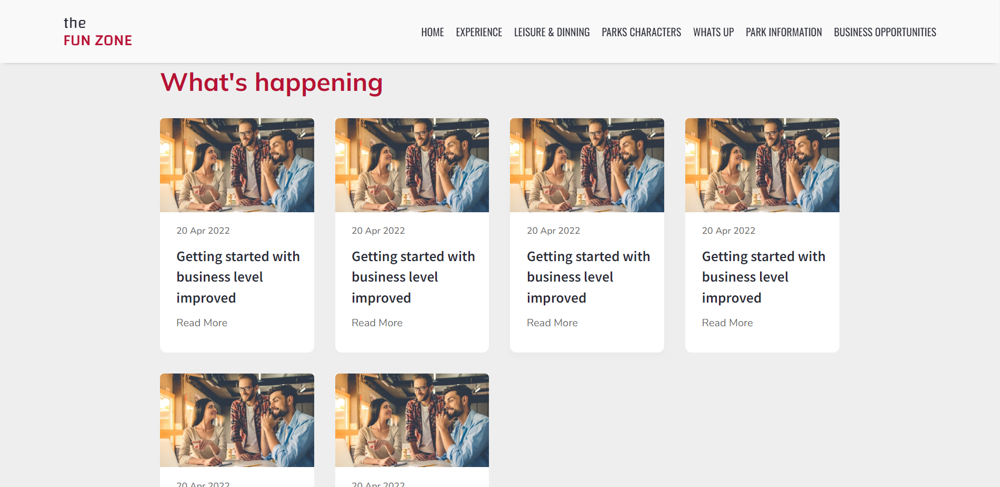 the
FUN ZONE
HOME EXPERIENCE LEISURE & DINNING PARKS CHARACTERS WHATS UP PARK INFORMATION BUSINESS OPPORTUNITIES
What's happening
20 Apr 2022
Getting started with
business level
improved
Read More
20 Apr 2022
Getting started with
business level
improved
Read More
20 Apr 2022
Getting started with
business level
improved
Read More
20 Apr 2022
Getting started with
business level
improved
Read More
20 Apr 2022
20 Apr 2022